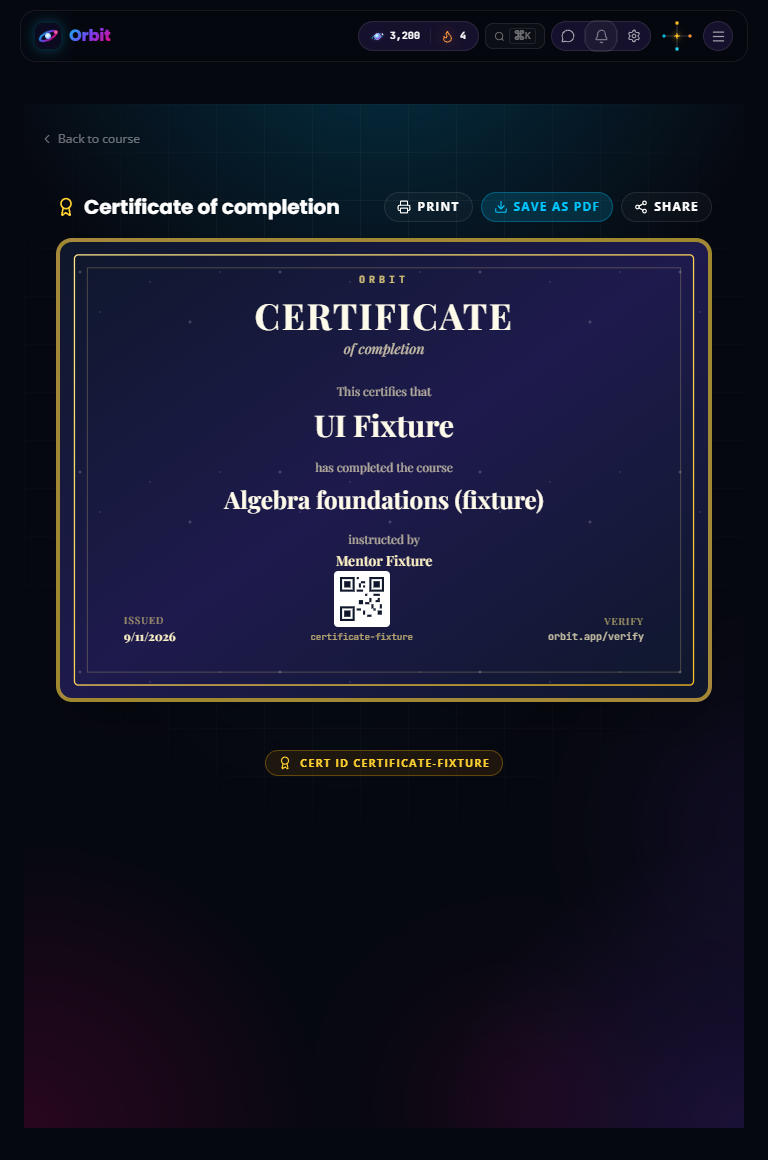 Orbit
3,200
4
⌘K
Back to course
Certificate of completion
PRINT
SAVE AS PDF
SHARE
ORBIT
CERTIFICATE
of completion
This certifies that
UI Fixture
has completed the course
Algebra foundations (fixture)
instructed by
Mentor Fixture
ISSUED
9/11/2026
certificate-fixture
VERIFY
orbit.app/verify
CERT ID CERTIFICATE-FIXTURE